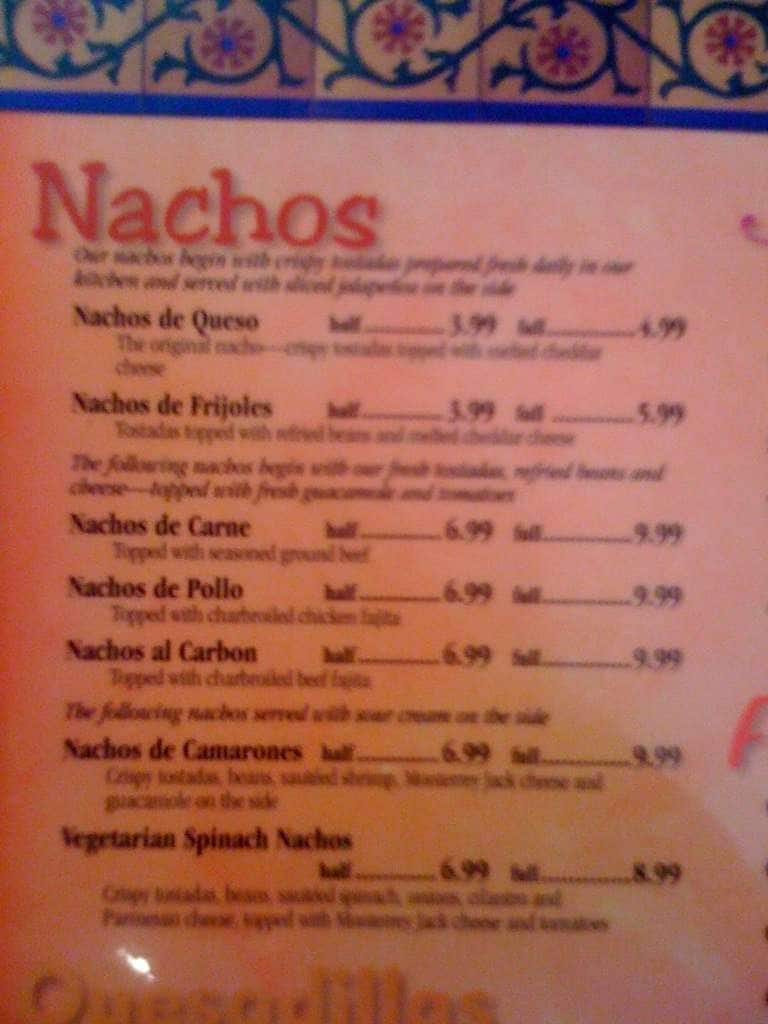 Nachos
Our nachos begin with crispy tostadas prepared fresh daily in our
kitchen and served with sliced jalapeños on the side
Nachos de Queso half 3.99 full 4.99
The original nacho—crispy tostadas topped with melted cheddar
cheese
Nachos de Frijoles half 3.99 full 5.99
Tostadas topped with refried beans and melted cheddar cheese
The following nachos begin with our fresh tostadas, refried beans and
cheese—topped with fresh guacamole and tomatoes
Nachos de Carne half 6.99 full 9.99
Topped with seasoned ground beef
Nachos de Pollo half 6.99 full 9.99
Topped with charbroiled chicken fajita
Nachos al Carbon half 6.99 full 9.99
Topped with charbroiled beef fajita
The following nachos served with sour cream on the side
Nachos de Camarones half 6.99 full 9.99
Crispy tostadas, beans, sautéed shrimp, Monterrey Jack cheese and
guacamole on the side
Vegetarian Spinach Nachos
half 6.99 full 8.99
Crispy tostadas, beans, sautéed spinach, onions, cilantro and
Parmesan cheese, topped with Monterrey Jack cheese and tomatoes
Quesadillas